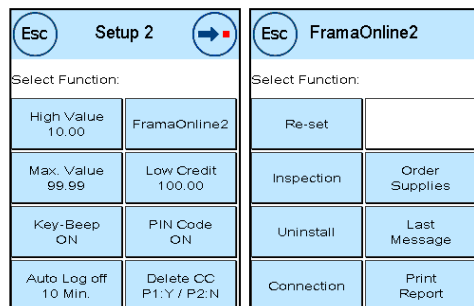 Esc
Setup 2
Select Function:
High Value
10.00
FramaOnline2
Max. Value
99.99
Low Credit
100.00
Key-Beep
ON
PIN Code
ON
Auto Log off
10 Min.
Delete CC
P1:Y / P2:N
Esc
FramaOnline2
Select Function:
Re-set
Inspection
Order
Supplies
Uninstall
Last
Message
Connection
Print
Report